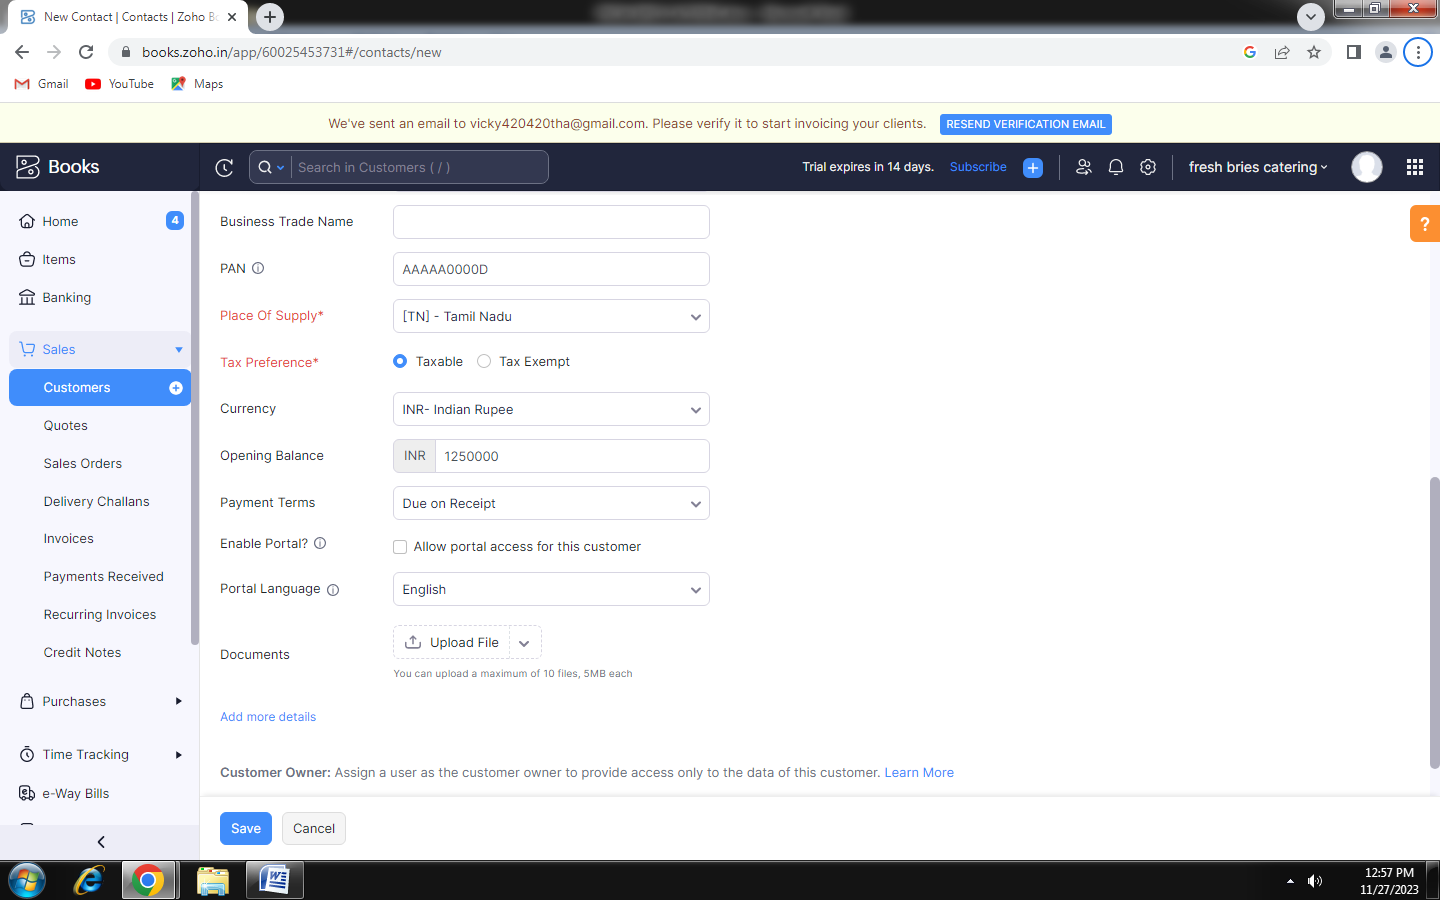 New Contact | Contacts | Zoho B
books.zoho.in/app/60025453731#/contacts/new
Gmail YouTube Maps
We've sent an email to vicky420420tha@gmail.com. Please verify it to start invoicing your clients. RESEND VERIFICATION EMAIL
Books
Search in Customers ( / )
Trial expires in 14 days. Subscribe
fresh bries catering
Home 4
Items
Banking
Sales
Customers
Quotes
Sales Orders
Delivery Challans
Invoices
Payments Received
Recurring Invoices
Credit Notes
Purchases
Time Tracking
e-Way Bills
Business Trade Name
PAN AAAAA0000D
Place Of Supply* [TN] - Tamil Nadu
Tax Preference* Taxable Tax Exempt
Currency INR- Indian Rupee
Opening Balance INR 1250000
Payment Terms Due on Receipt
Enable Portal? Allow portal access for this customer
Portal Language English
Documents Upload File
You can upload a maximum of 10 files, 5MB each
Add more details
Customer Owner: Assign a user as the customer owner to provide access only to the data of this customer. Learn More
Save Cancel
?
12:57 PM
11/27/2023